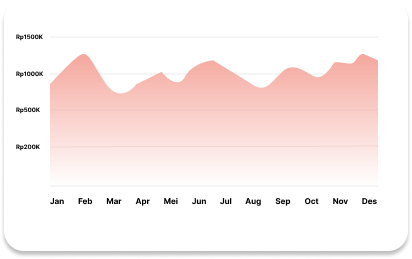 Rp1500K
Rp1000K
Rp500K
Rp200K
Jan Feb Mar Apr Mei Jun Jul Aug Sep Oct Nov Des